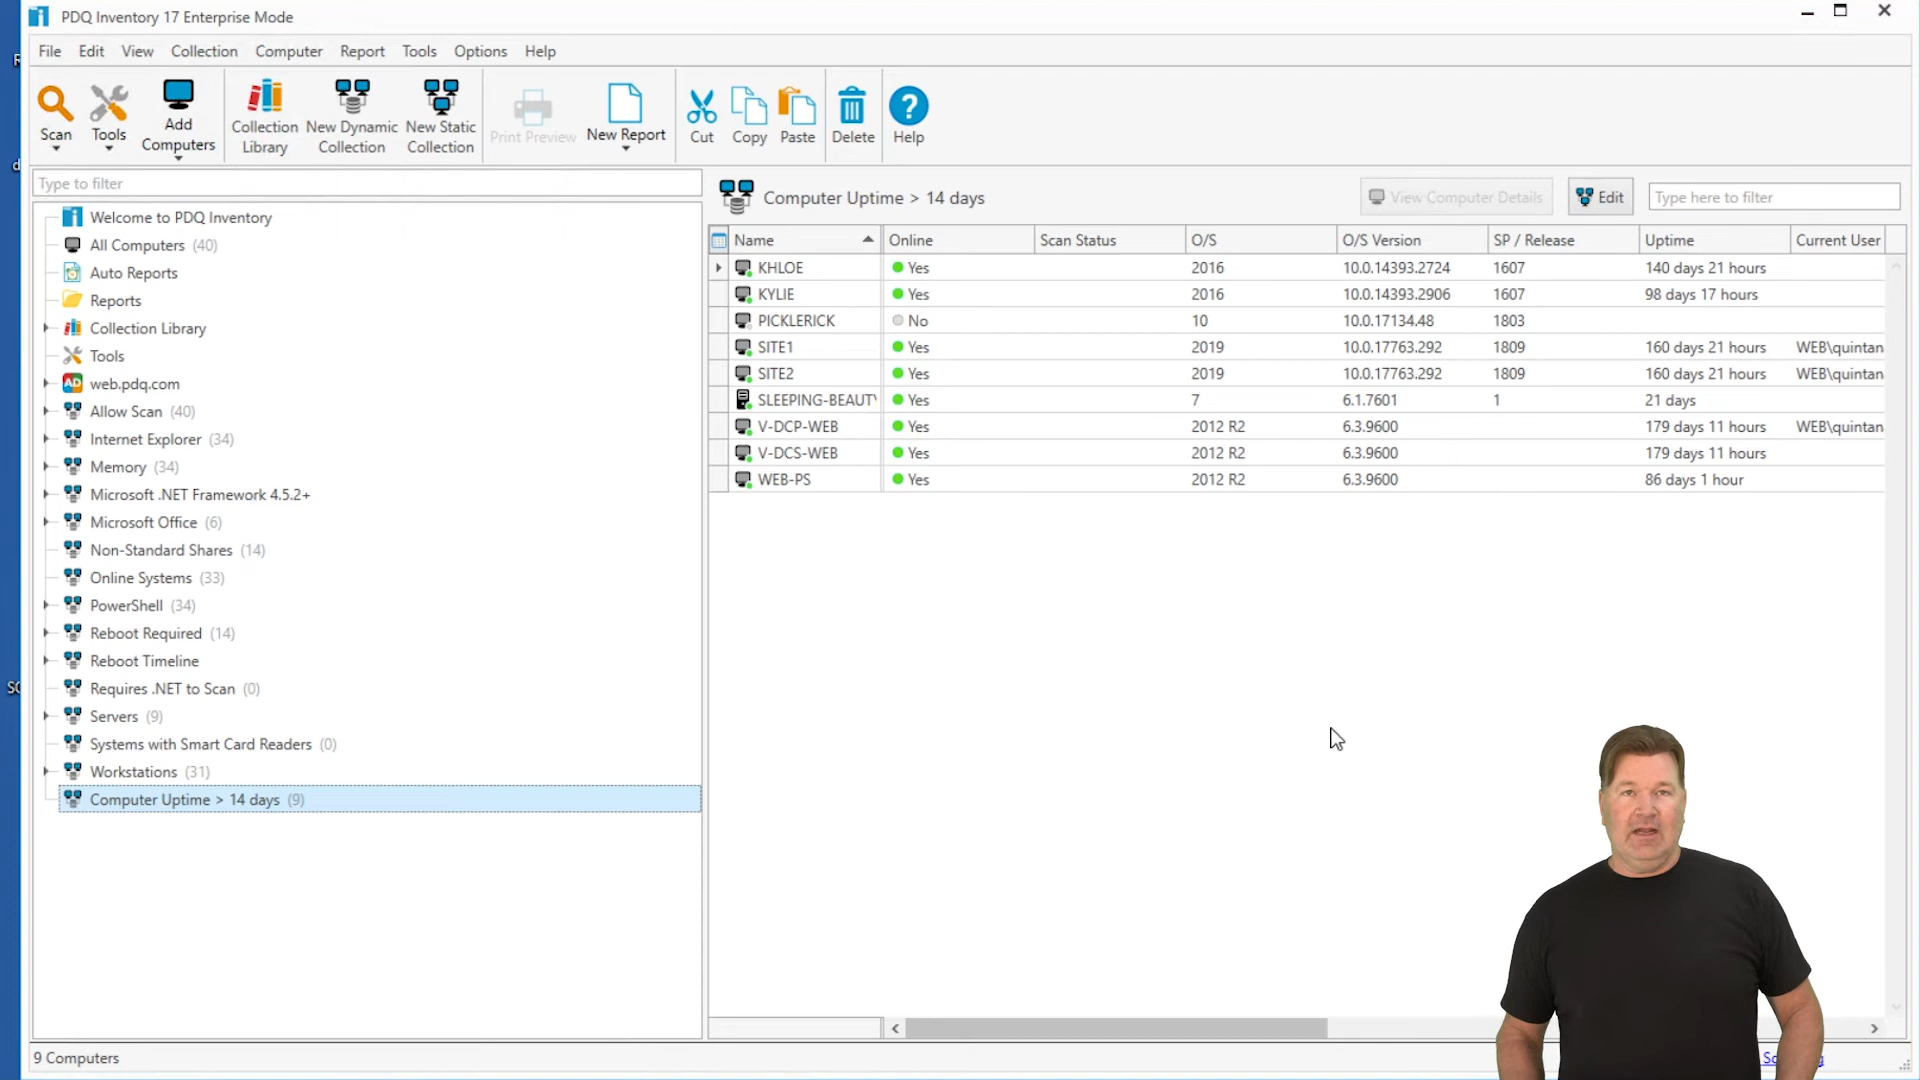 PDQ Inventory 17 Enterprise Mode
File Edit View Collection Computer Report Tools Options Help
Scan Tools Add Computers Collection Library New Dynamic Collection New Static Collection Print Preview New Report Cut Copy Paste Delete Help
Type to filter
Computer Uptime > 14 days View Computer Details Edit Type here to filter
Welcome to PDQ Inventory
All Computers (40)
Auto Reports
Reports
Collection Library
Tools
web.pdq.com
Allow Scan (40)
Internet Explorer (34)
Memory (34)
Microsoft .NET Framework 4.5.2+
Microsoft Office (6)
Non-Standard Shares (14)
Online Systems (33)
PowerShell (34)
Reboot Required (14)
Reboot Timeline
Requires .NET to Scan (0)
Servers (9)
Systems with Smart Card Readers (0)
Workstations (31)
Computer Uptime > 14 days (9)
Name Online Scan Status O/S O/S Version SP / Release Uptime Current User
KHLOE Yes 2016 10.0.14393.2724 1607 140 days 21 hours
KYLIE Yes 2016 10.0.14393.2906 1607 98 days 17 hours
PICKLERICK No 10 10.0.17134.48 1803
SITE1 Yes 2019 10.0.17763.292 1809 160 days 21 hours WEB\quintan
SITE2 Yes 2019 10.0.17763.292 1809 160 days 21 hours WEB\quintan
SLEEPING-BEAUTY Yes 7 6.1.7601 1 21 days
V-DCP-WEB Yes 2012 R2 6.3.9600 179 days 11 hours WEB\quintan
V-DCS-WEB Yes 2012 R2 6.3.9600 179 days 11 hours
WEB-PS Yes 2012 R2 6.3.9600 86 days 1 hour
9 Computers